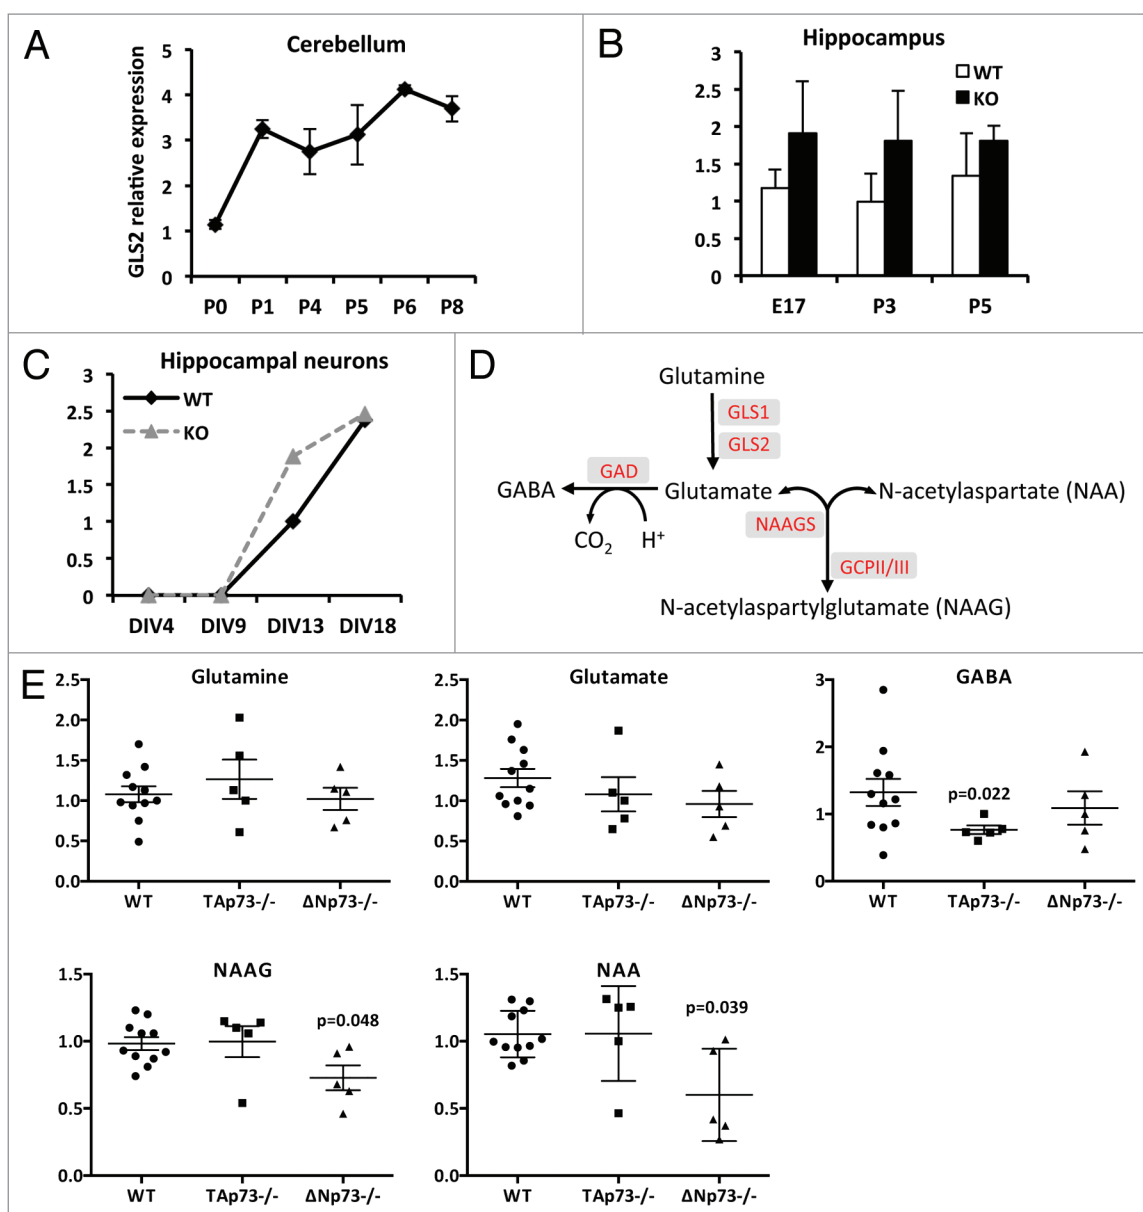 A
Cerebellum
GLS2 relative expression
5
4
3
2
1
0
P0 P1 P4 P5 P6 P8
B
Hippocampus
WT
KO
3
2.5
2
1.5
1
0.5
0
E17 P3 P5
C
Hippocampal neurons
WT
KO
3
2.5
2
1.5
1
0.5
0
DIV4 DIV9 DIV13 DIV18
D
Glutamine
GLS1
GLS2
GAD
GABA Glutamate N-acetylaspartate (NAA)
NAAGS
CO₂ H⁺
GCPII/III
N-acetylaspartylglutamate (NAAG)
E
Glutamine
2.5
2.0
1.5
1.0
0.5
0.0
WT TAp73-/- ΔNp73-/-
Glutamate
2.5
2.0
1.5
1.0
0.5
0.0
WT TAp73-/- ΔNp73-/-
GABA
3
2
1
0
p=0.022
WT TAp73-/- ΔNp73-/-
NAAG
1.5
1.0
0.5
0.0
p=0.048
WT TAp73-/- ΔNp73-/-
NAA
1.5
1.0
0.5
0.0
p=0.039
WT TAp73-/- ΔNp73-/-